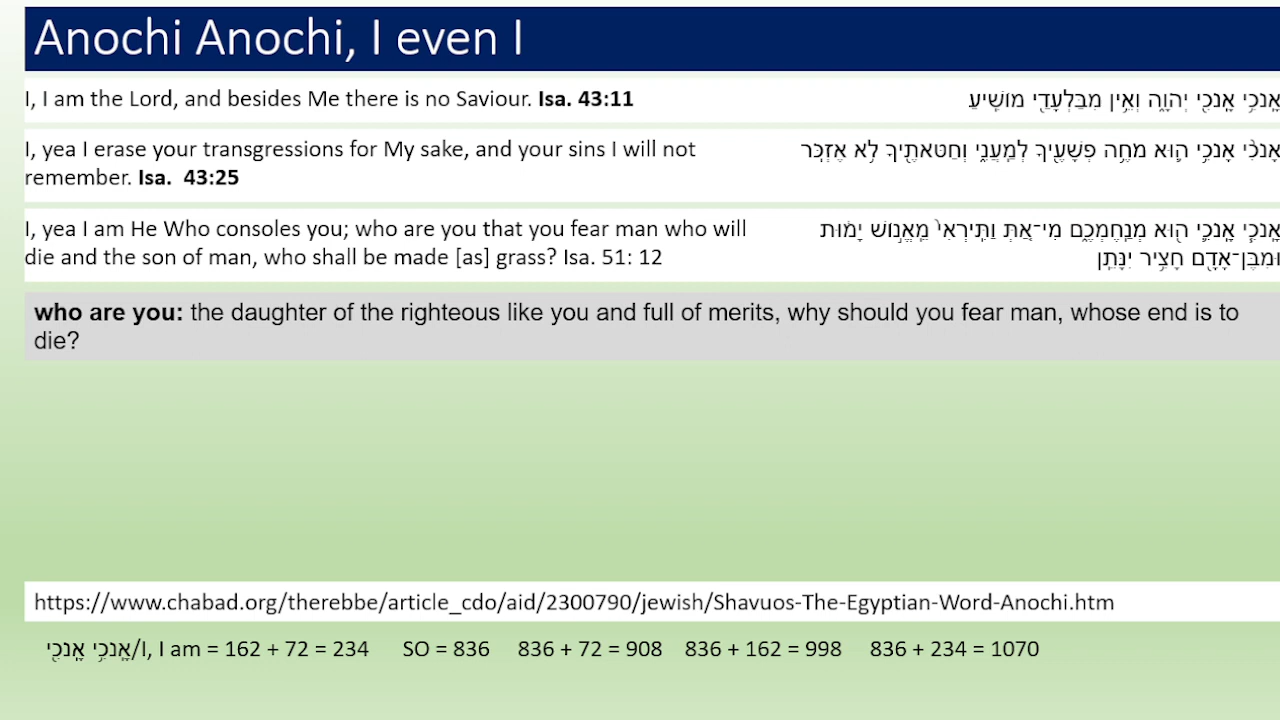 Anochi Anochi, I even I
I, I am the Lord, and besides Me there is no Saviour. Isa. 43:11
אָֽנֹכִ֥י אָֽנֹכִ֖י יְהוָ֑ה וְאֵ֥ין מִבַּלְעָדַ֖י מוֹשִֽׁיעַ
I, yea I erase your transgressions for My sake, and your sins I will not
remember. Isa. 43:25
אָנֹכִ֨י אָנֹכִ֥י ה֛וּא מֹחֶ֥ה פְשָׁעֶ֖יךָ לְמַֽעֲנִ֑י וְחַטֹּאתֶ֖יךָ לֹ֥א אֶזְכֹּֽר
I, yea I am He Who consoles you; who are you that you fear man who will
die and the son of man, who shall be made [as] grass? Isa. 51: 12
אָֽנֹכִ֧י אָֽנֹכִ֛י ה֖וּא מְנַֽחֶמְכֶ֑ם מִי־אַ֚תְּ וַתִּֽירְאִי֙ מֵֽאֱנ֣וֹשׁ יָמ֔וּת
וּמִבֶּן־אָדָ֖ם חָצִ֥יר יִנָּתֵֽן
who are you: the daughter of the righteous like you and full of merits, why should you fear man, whose end is to
die?
https://www.chabad.org/therebbe/article_cdo/aid/2300790/jewish/Shavuos-The-Egyptian-Word-Anochi.htm
אָֽנֹכִ֥י אָֽנֹכִ֖י/I, I am = 162 + 72 = 234 SO = 836 836 + 72 = 908 836 + 162 = 998 836 + 234 = 1070